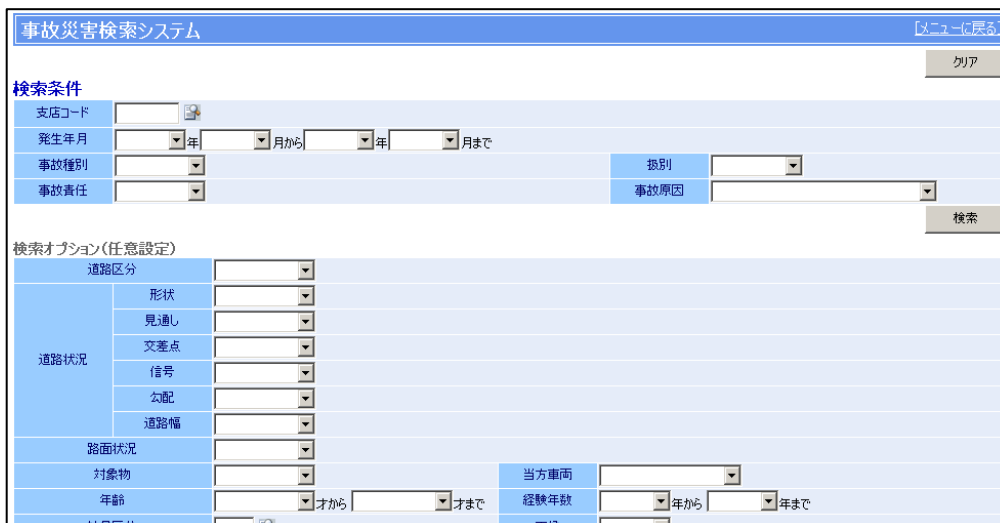 事故災害検索システム [メニューに戻る]
クリア
検索条件
支店コード
発生年月 年 月から 年 月まで
事故種別 扱別
事故責任 事故原因
検索
検索オプション(任意設定)
道路区分
道路状況
形状
見通し
交差点
信号
勾配
道路幅
路面状況
対象物 当方車両
年齢 才から 才まで 経験年数 年から 年まで